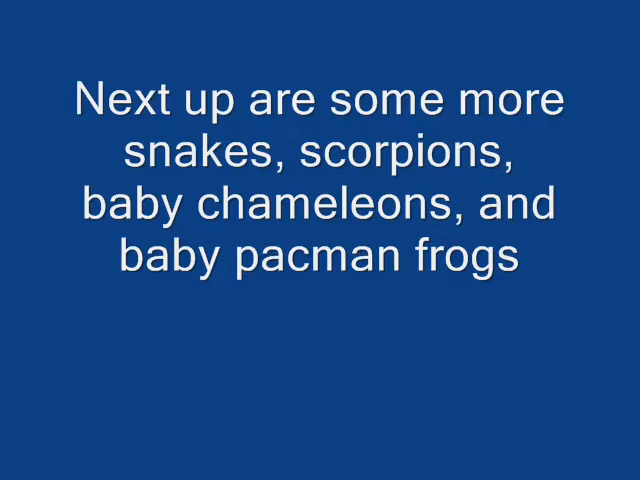 Next up are some more
snakes, scorpions,
baby chameleons, and
baby pacman frogs